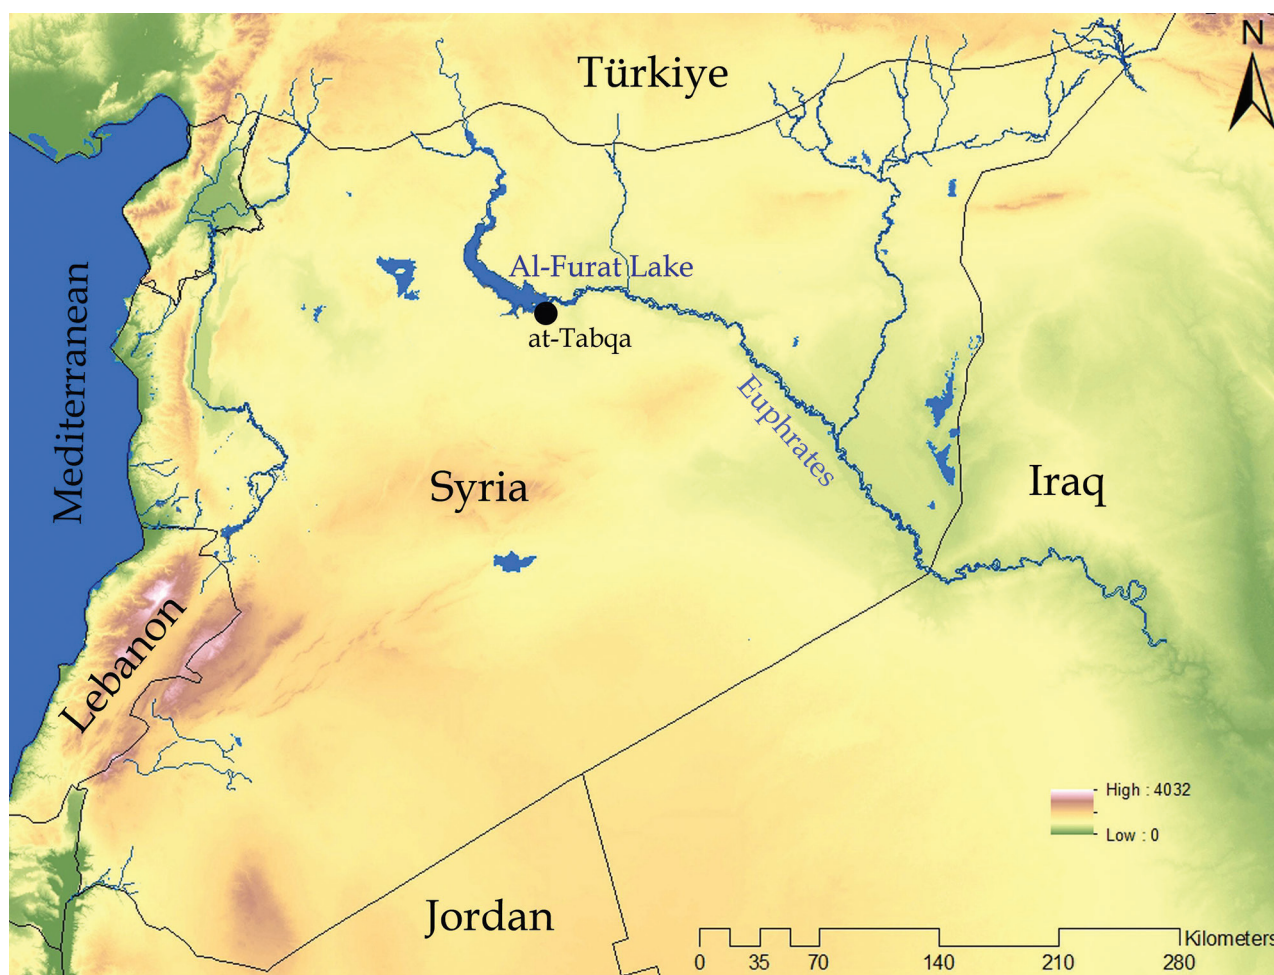 N
Türkiye
Al-Furat Lake
at-Tabqa
Mediterranean
Euphrates
Syria
Iraq
Lebanon
High : 4032
Low : 0
Jordan
Kilometers
0 35 70 140 210 280